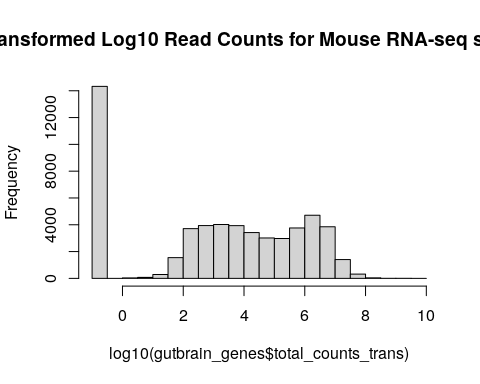 ansformed Log10 Read Counts for Mouse RNA-seq s
Frequency
12000
8000
4000
0
0 2 4 6 8 10
log10(gutbrain_genes$total_counts_trans)